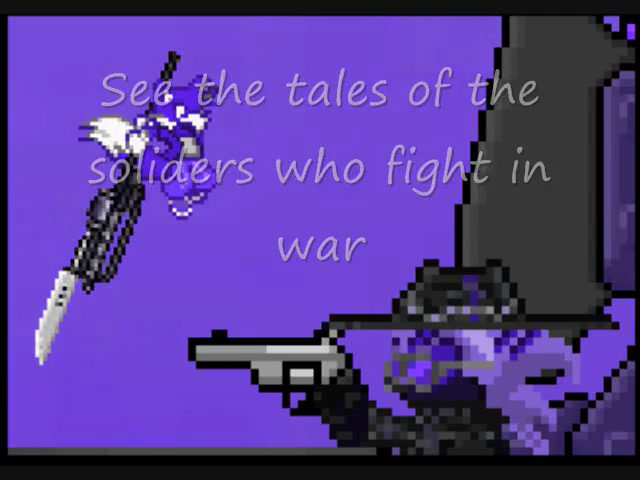 See the tales of the
soliders who fight in
war